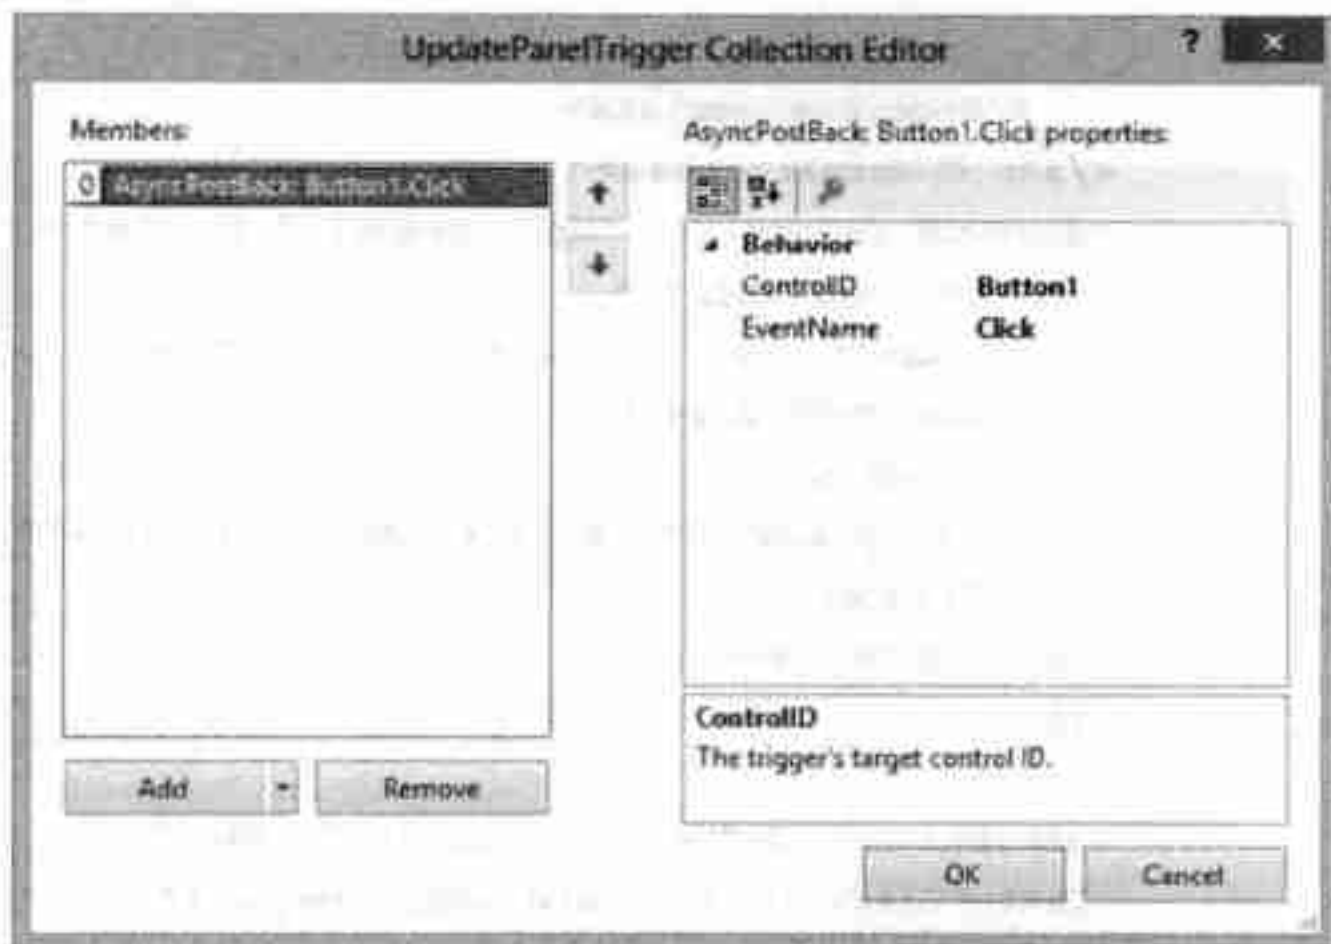 UpdatePanelTrigger Collection Editor
? ×
Members:
AsyncPostBack: Button1.Click properties:
0 AsyncPostBack: Button1.Click
Behavior
ControlID Button1
EventName Click
ControlID
The trigger's target control ID.
Add Remove
OK Cancel